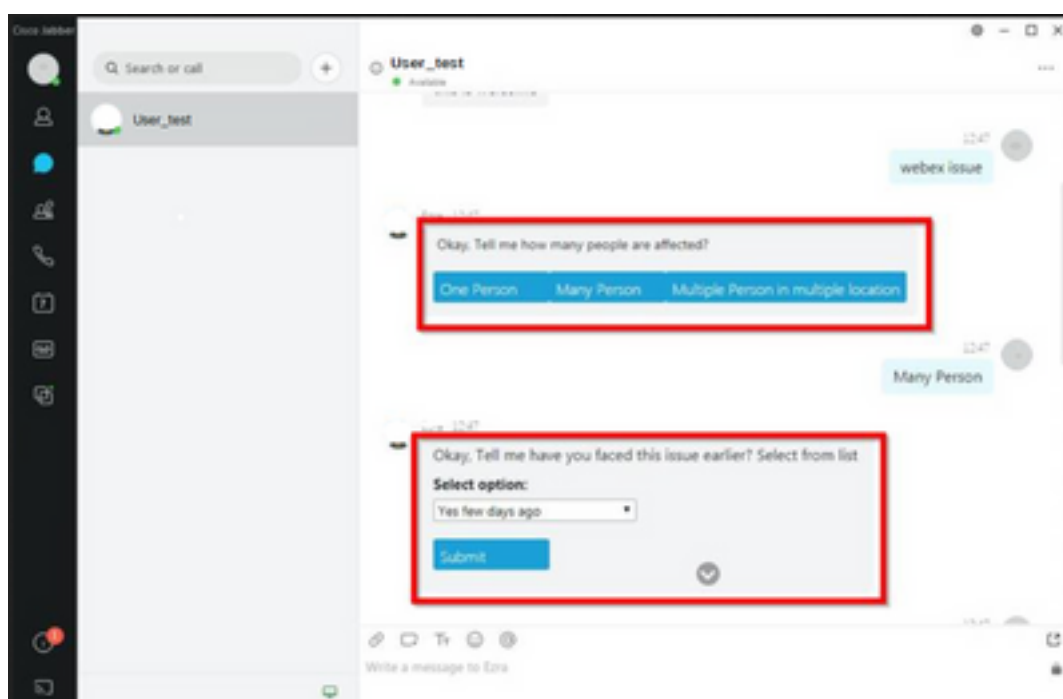 Cisco Jabber
Search or call
User_test
User_test
Available
12:47
webex issue
12:47
Okay, Tell me how many people are affected?
One Person Many Person Multiple Person in multiple location
12:47
Many Person
12:47
Okay, Tell me have you faced this issue earlier? Select from list
Select option:
Yes few days ago
Submit
Write a message to Ezra